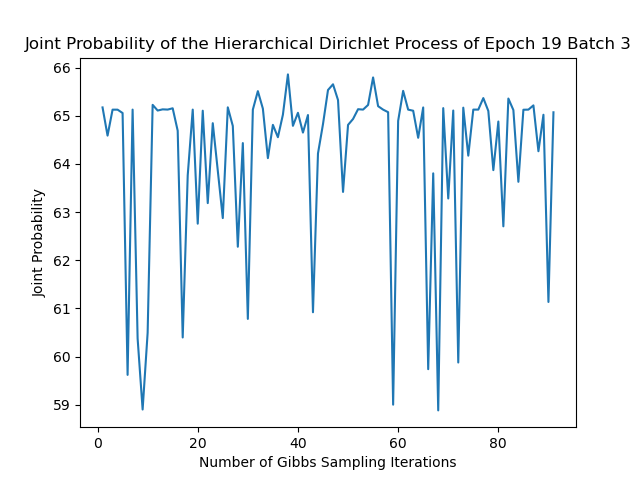 Joint Probability of the Hierarchical Dirichlet Process of Epoch 19 Batch 3
66
65
64
63
62
61
60
59
Joint Probability
0 20 40 60 80
Number of Gibbs Sampling Iterations